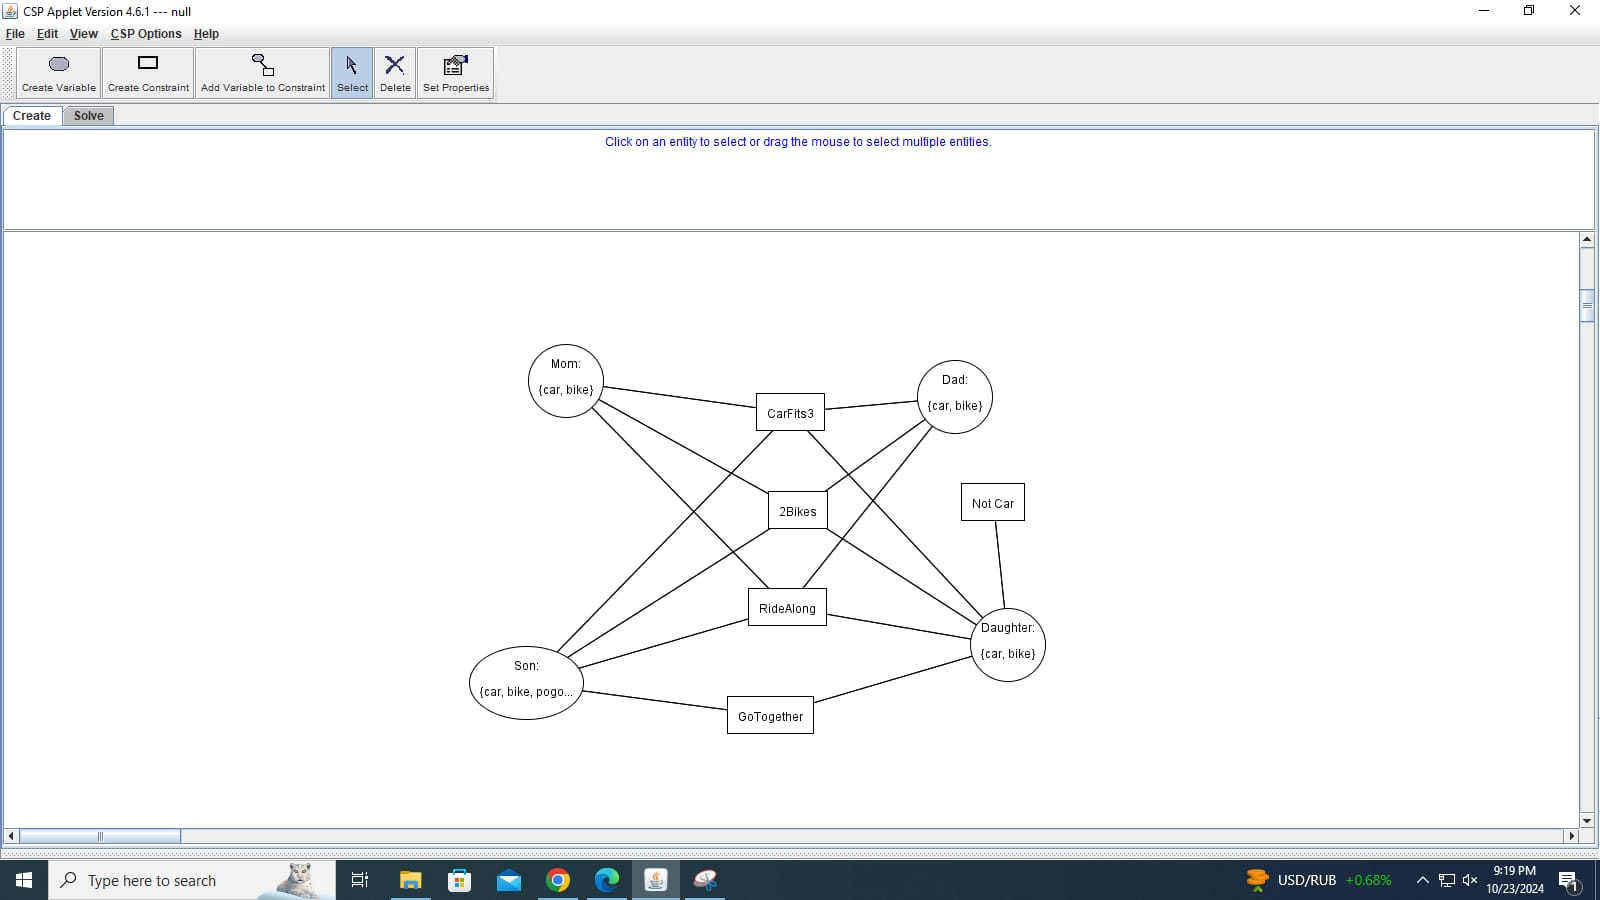 CSP Applet Version 4.6.1 --- null
File Edit View CSP Options Help
Create Variable Create Constraint Add Variable to Constraint Select Delete Set Properties
Create Solve
Click on an entity to select or drag the mouse to select multiple entities.
Mom:
{car, bike}
Dad:
{car, bike}
CarFits3
Not Car
2Bikes
RideAlong
Daughter:
{car, bike}
Son:
{car, bike, pogo...
GoTogether
Type here to search
USD/RUB +0.68%
9:19 PM
10/23/2024
1